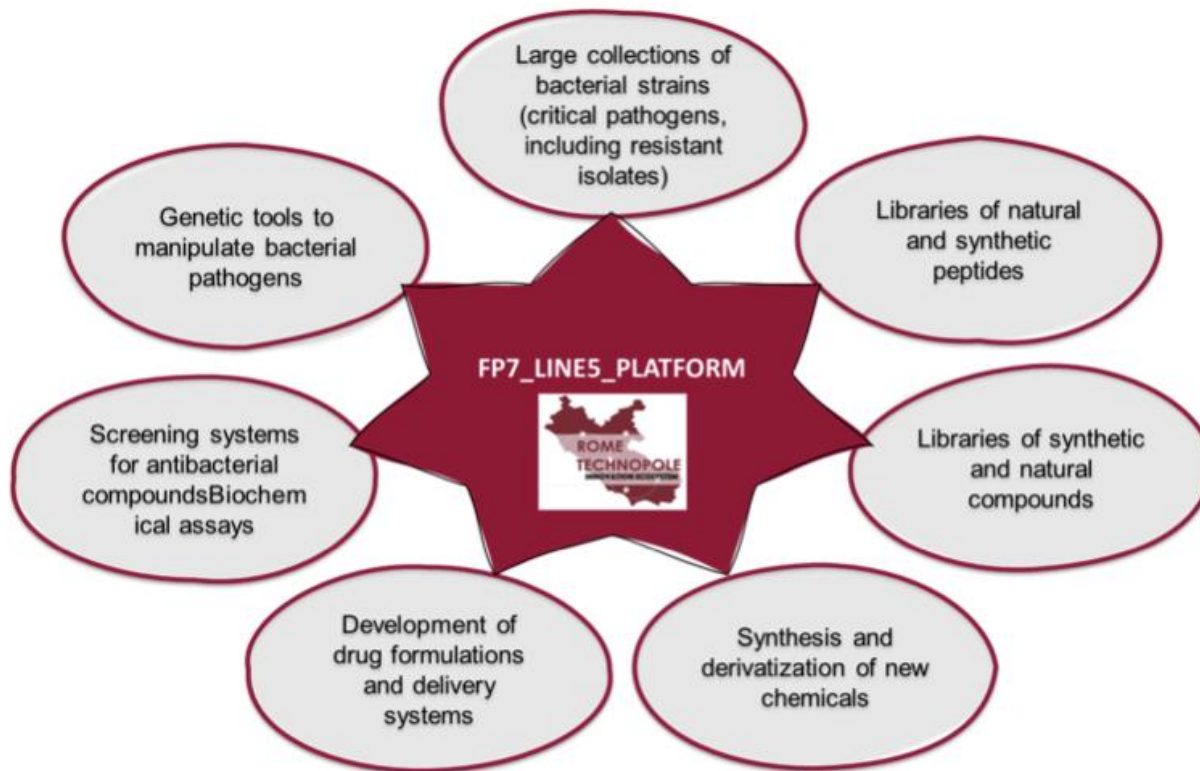 Large collections of
bacterial strains
(critical pathogens,
including resistant
isolates)
Libraries of natural
and synthetic
peptides
Libraries of synthetic
and natural
compounds
Synthesis and
derivatization of new
chemicals
Development of
drug formulations
and delivery
systems
Screening systems
for antibacterial
compoundsBiochem
ical assays
Genetic tools to
manipulate bacterial
pathogens
FP7_LINE5_PLATFORM
ROME
TECHNOPOLE
INNOVATION ECOSYSTEM